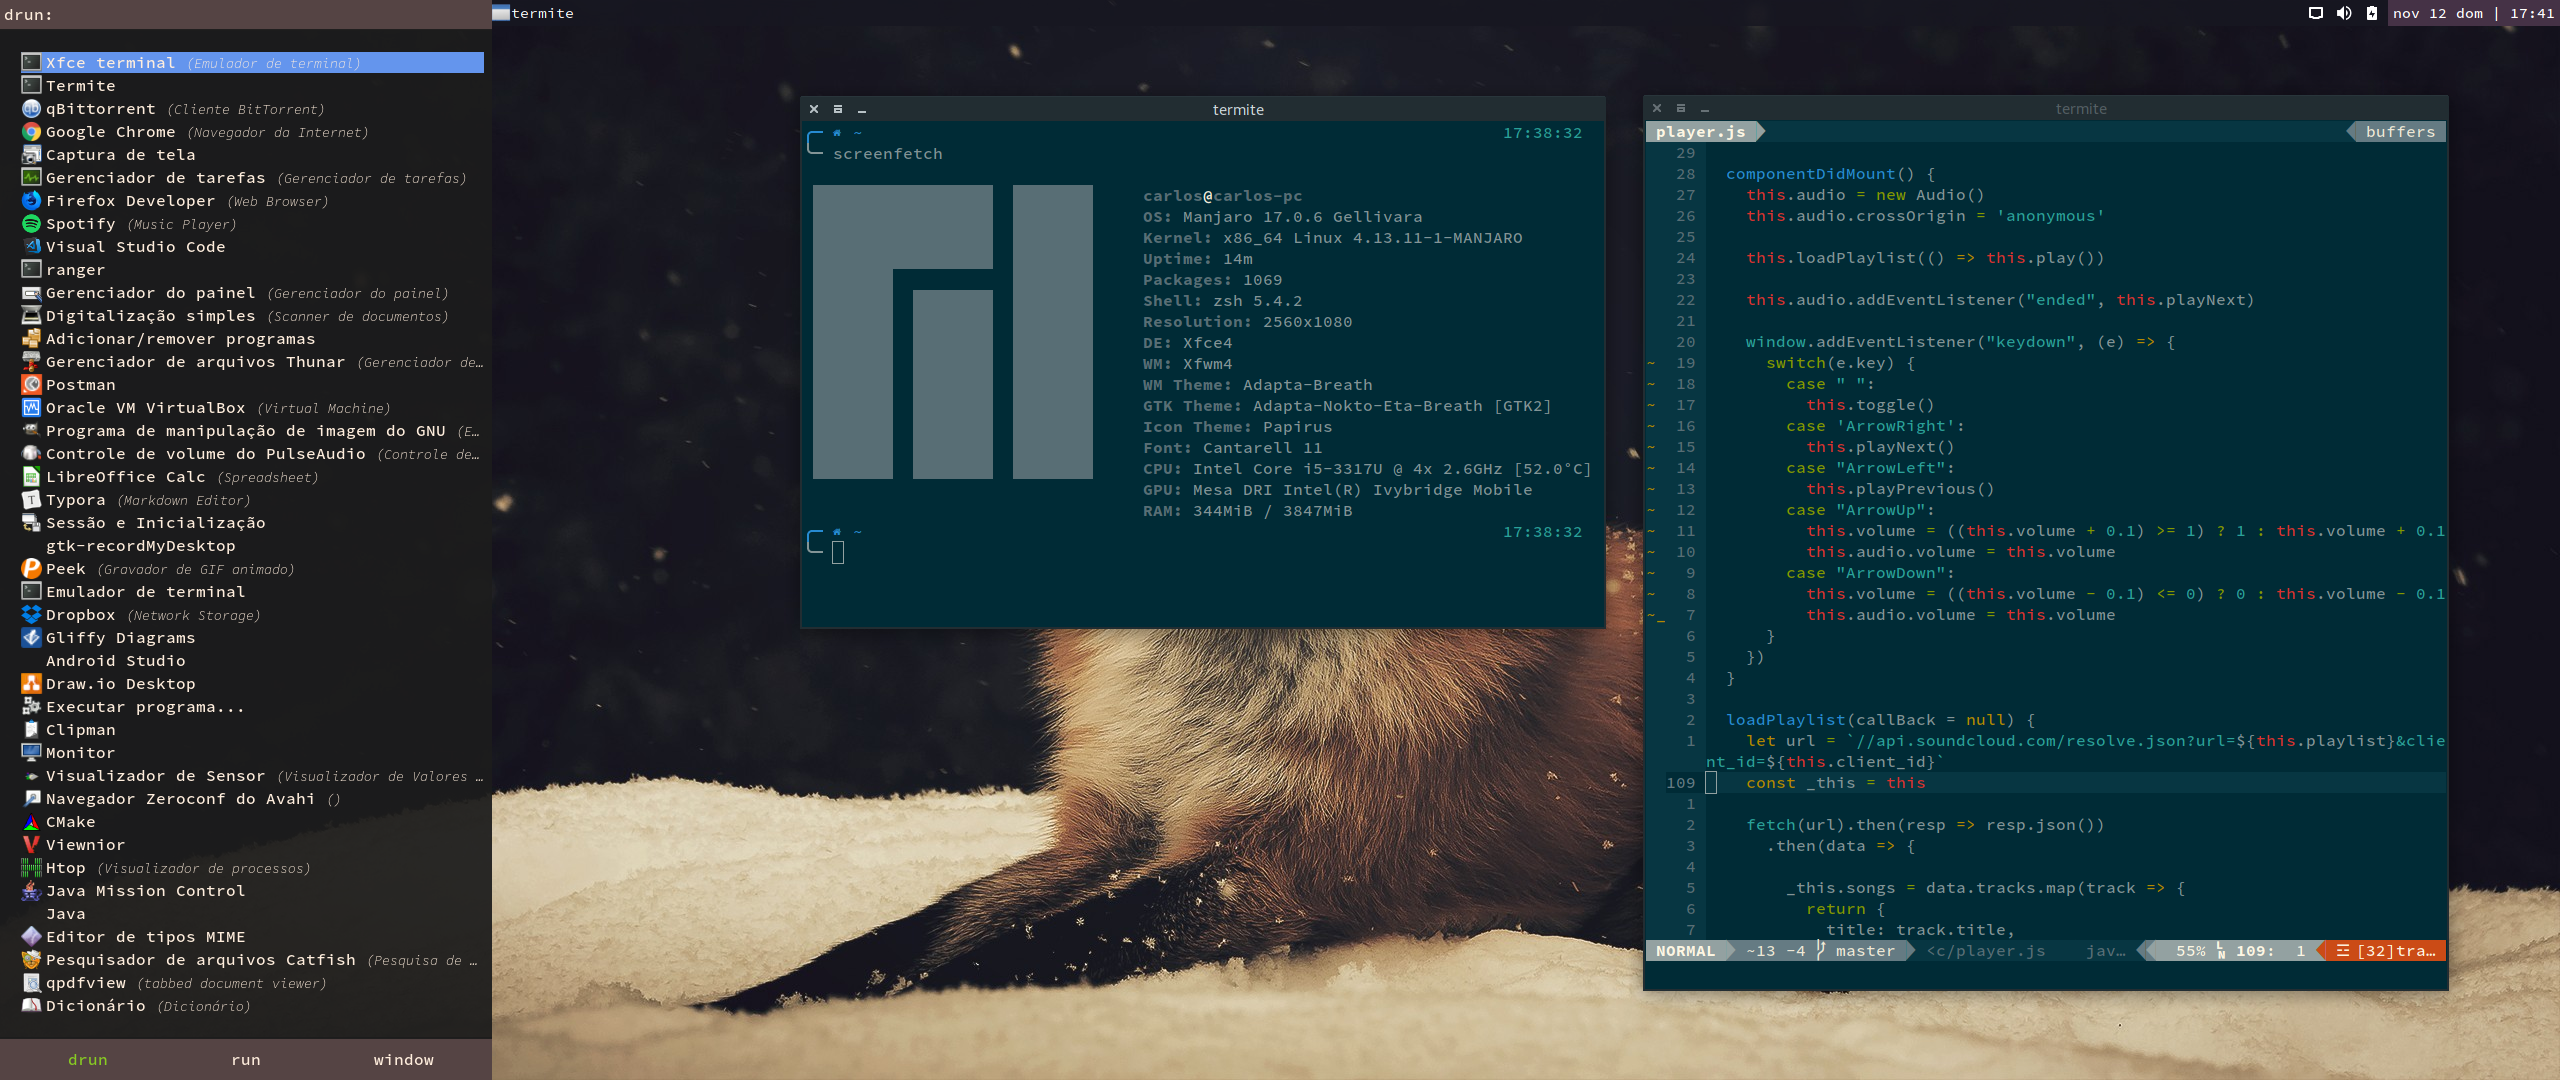 drun:
Xfce terminal (Emulador de terminal)
Termite
qBittorrent (Cliente BitTorrent)
Google Chrome (Navegador da Internet)
Captura de tela
Gerenciador de tarefas (Gerenciador de tarefas)
Firefox Developer (Web Browser)
Spotify (Music Player)
Visual Studio Code
ranger
Gerenciador do painel (Gerenciador do painel)
Digitalização simples (Scanner de documentos)
Adicionar/remover programas
Gerenciador de arquivos Thunar (Gerenciador de…
Postman
Oracle VM VirtualBox (Virtual Machine)
Programa de manipulação de imagem do GNU (E…
Controle de volume do PulseAudio (Controle de…
LibreOffice Calc (Spreadsheet)
Typora (Markdown Editor)
Sessão e Inicialização
gtk-recordMyDesktop
Peek (Gravador de GIF animado)
Emulador de terminal
Dropbox (Network Storage)
Gliffy Diagrams
Android Studio
Draw.io Desktop
Executar programa...
Clipman
Monitor
Visualizador de Sensor (Visualizador de Valores …
Navegador Zeroconf do Avahi ()
CMake
Viewnior
Htop (Visualizador de processos)
Java Mission Control
Java
Editor de tipos MIME
Pesquisador de arquivos Catfish (Pesquisa de …
qpdfview (tabbed document viewer)
Dicionário (Dicionário)
drun run window
termite
nov 12 dom | 17:41
termite
~ 17:38:32
screenfetch
carlos@carlos-pc
OS: Manjaro 17.0.6 Gellivara
Kernel: x86_64 Linux 4.13.11-1-MANJARO
Uptime: 14m
Packages: 1069
Shell: zsh 5.4.2
Resolution: 2560x1080
DE: Xfce4
WM: Xfwm4
WM Theme: Adapta-Breath
GTK Theme: Adapta-Nokto-Eta-Breath [GTK2]
Icon Theme: Papirus
Font: Cantarell 11
CPU: Intel Core i5-3317U @ 4x 2.6GHz [52.0°C]
GPU: Mesa DRI Intel(R) Ivybridge Mobile
RAM: 344MiB / 3847MiB
~ 17:38:32
termite
player.js buffers
29
28 componentDidMount() {
27 this.audio = new Audio()
26 this.audio.crossOrigin = 'anonymous'
25
24 this.loadPlaylist(() => this.play())
23
22 this.audio.addEventListener("ended", this.playNext)
21
20 window.addEventListener("keydown", (e) => {
~ 19 switch(e.key) {
~ 18 case " ":
~ 17 this.toggle()
~ 16 case 'ArrowRight':
~ 15 this.playNext()
~ 14 case "ArrowLeft":
~ 13 this.playPrevious()
~ 12 case "ArrowUp":
~ 11 this.volume = ((this.volume + 0.1) >= 1) ? 1 : this.volume + 0.1
~ 10 this.audio.volume = this.volume
~ 9 case "ArrowDown":
~ 8 this.volume = ((this.volume - 0.1) <= 0) ? 0 : this.volume - 0.1
~_ 7 this.audio.volume = this.volume
6 }
5 })
4 }
3
2 loadPlaylist(callBack = null) {
1 let url = `//api.soundcloud.com/resolve.json?url=${this.playlist}&clie
nt_id=${this.client_id}`
109 const _this = this
1
2 fetch(url).then(resp => resp.json())
3 .then(data => {
4
5 _this.songs = data.tracks.map(track => {
6 return {
7 title: track.title,
NORMAL ~13 -4 master <c/player.js jav… 55% 109: 1 [32]tra…